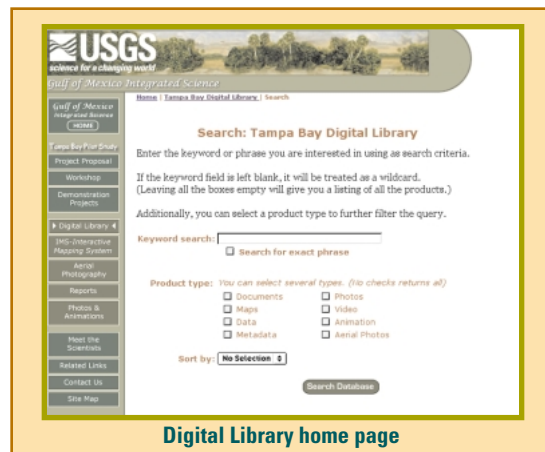 USGS
science for a changing world
Gulf of Mexico Integrated Science
Home | Tampa Bay Digital Library | Search
Gulf of Mexico
Integrated Science
HOME
Tampa Bay Pilot Study
Project Proposal
Workshop
Demonstration
Projects
Digital Library
IMS-Interactive
Mapping System
Aerial
Photography
Reports
Photos &
Animations
Meet the
Scientists
Related Links
Contact Us
Site Map
Search: Tampa Bay Digital Library
Enter the keyword or phrase you are interested in using as search criteria.
If the keyword field is left blank, it will be treated as a wildcard.
(Leaving all the boxes empty will give you a listing of all the products.)
Additionally, you can select a product type to further filter the query.
Keyword search:
Search for exact phrase
Product type: You can select several types. (No checks returns all)
Documents Photos
Maps Video
Data Animation
Metadata Aerial Photos
Sort by: No Selection
Search Database
Digital Library home page